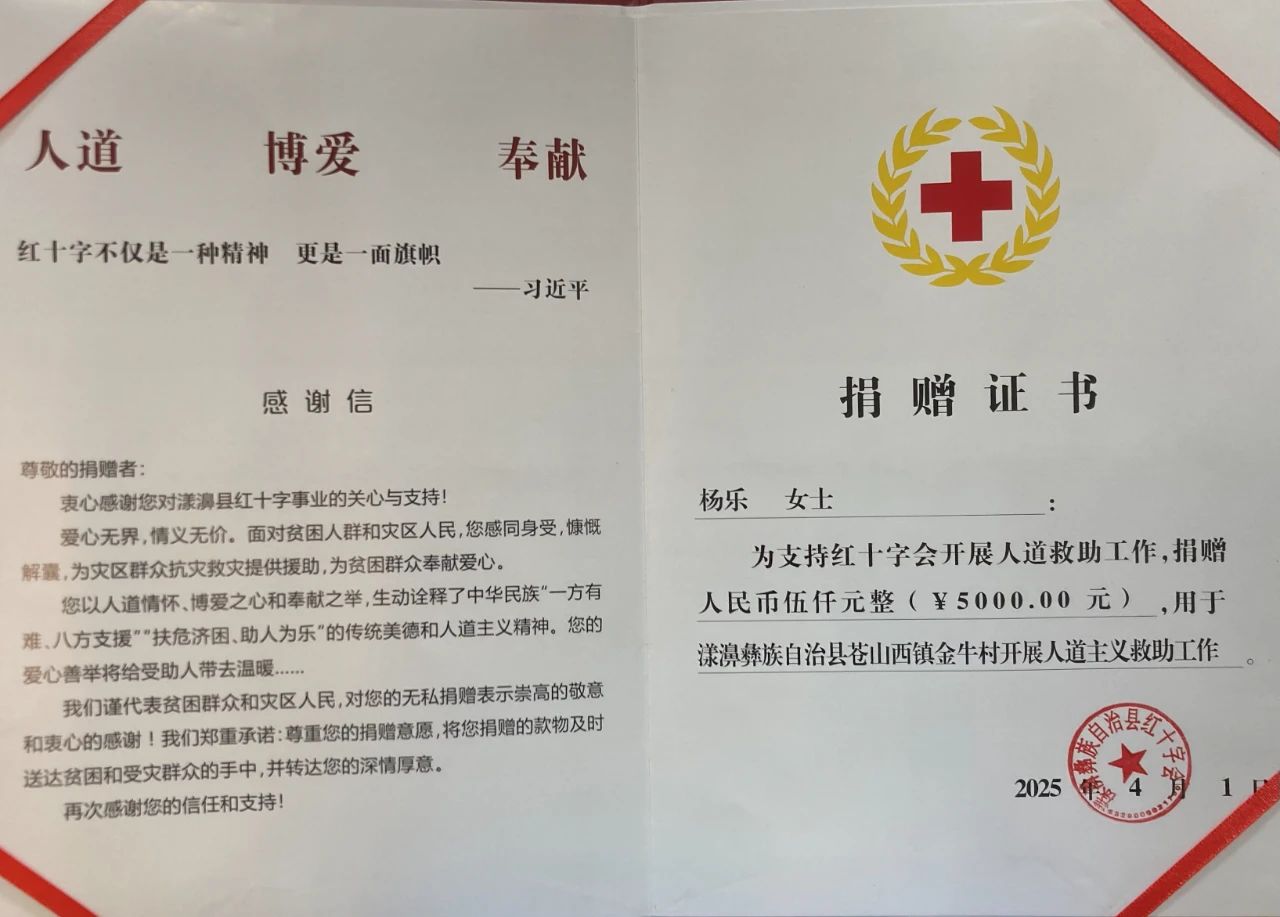 人道 博爱 奉献
红十字不仅是一种精神 更是一面旗帜
——习近平
感谢信
尊敬的捐赠者：
衷心感谢您对漾濞县红十字事业的关心与支持！
爱心无界，情义无价。面对贫困人群和灾区人民，您感同身受，慷慨
解囊，为灾区群众抗灾救灾提供援助，为贫困群众奉献爱心。
您以人道情怀、博爱之心和奉献之举，生动诠释了中华民族“一方有
难、八方支援”“扶危济困、助人为乐”的传统美德和人道主义精神。您的
爱心善举将给受助人带去温暖……
我们谨代表贫困群众和灾区人民，对您的无私捐赠表示崇高的敬意
和衷心的感谢！我们郑重承诺：尊重您的捐赠意愿，将您捐赠的款物及时
送达贫困和受灾群众的手中，并转达您的深情厚意。
再次感谢您的信任和支持！
捐赠证书
杨乐 女士：
为支持红十字会开展人道救助工作，捐赠
人民币伍仟元整（￥5000.00 元），用于
漾濞彝族自治县苍山西镇金牛村开展人道主义救助工作。
漾濞彝族自治县红十字会
2025 年 4 月 1 日